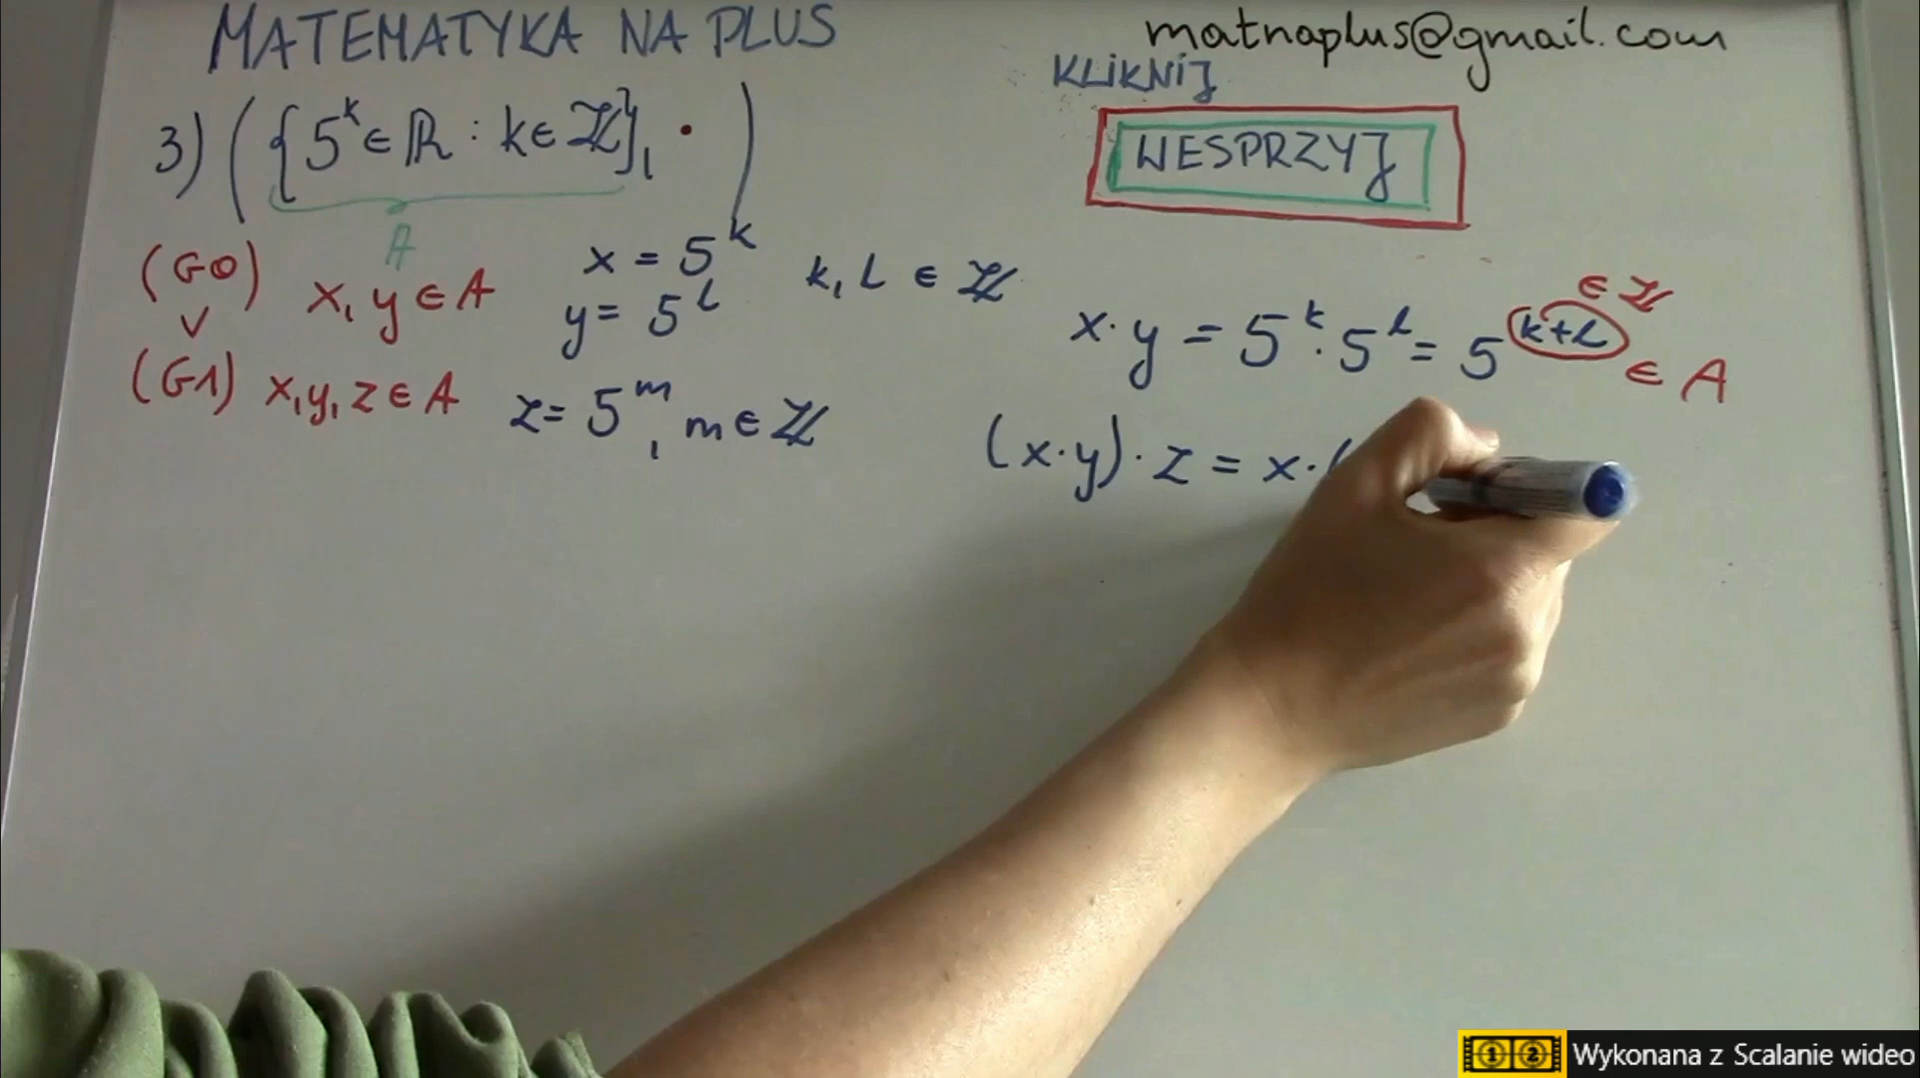 MATEMATYKA NA PLUS
matnaplus@gmail.com
KLIKNIJ
WESPRZYJ
3) ({5^k ∈ ℝ : k ∈ ℤ}, ·)
A
(G0) x, y ∈ A x = 5^k
y = 5^l k, l ∈ ℤ
x·y = 5^k · 5^l = 5^(k+l) ∈ A
∈ ℤ
V
(G1) x, y, z ∈ A z = 5^m, m ∈ ℤ
(x·y)·z = x·(
Wykonana z Scalanie wideo